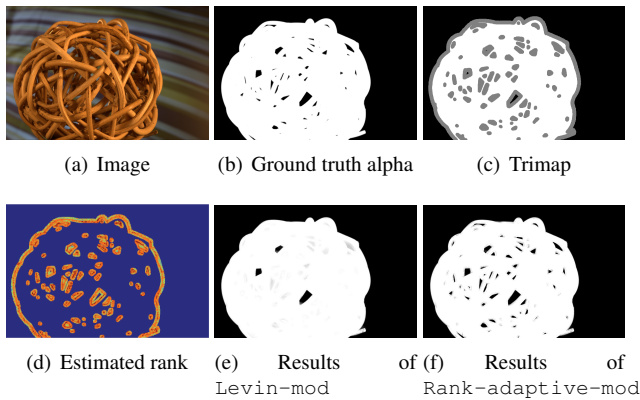 (a) Image
(b) Ground truth alpha
(c) Trimap
(d) Estimated rank
(e) Results of
Levin-mod
(f) Results of
Rank-adaptive-mod